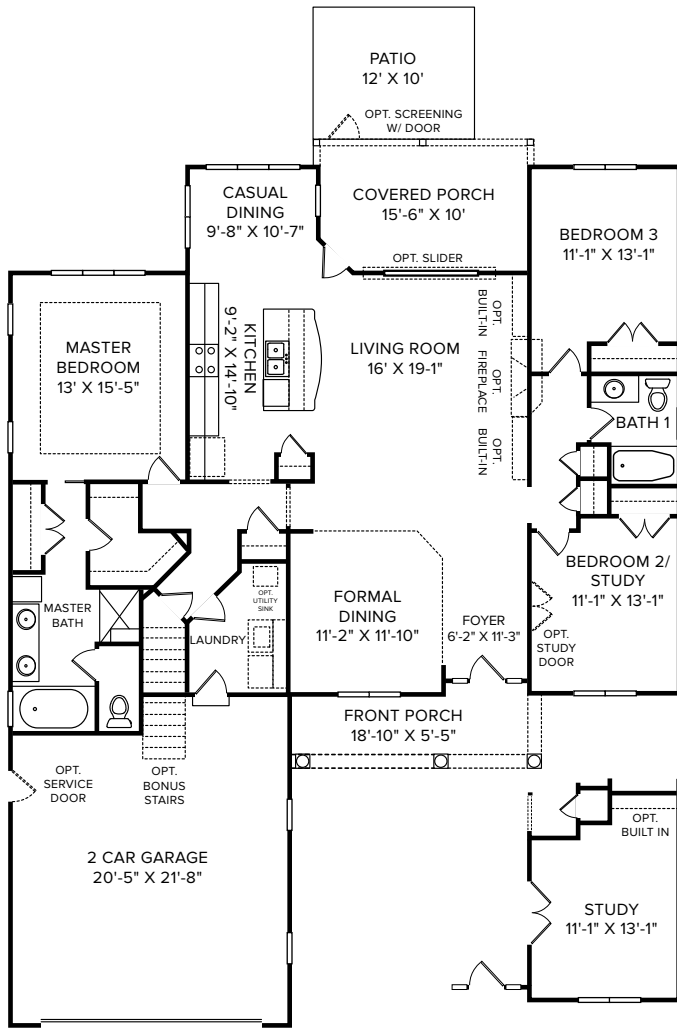 PATIO
12' X 10'
OPT. SCREENING
W/ DOOR
CASUAL
DINING
9'-8" X 10'-7"
COVERED PORCH
15'-6" X 10'
BEDROOM 3
11'-1" X 13'-1"
OPT. SLIDER
MASTER
BEDROOM
13' X 15'-5"
KITCHEN
9'-2" X 14'-10"
LIVING ROOM
16' X 19'-1"
OPT.
BUILT-IN
OPT.
FIREPLACE
OPT.
BUILT-IN
BATH 1
BEDROOM 2/
STUDY
11'-1" X 13'-1"
OPT.
STUDY
DOOR
MASTER
BATH
OPT.
UTILITY
SINK
LAUNDRY
FORMAL
DINING
11'-2" X 11'-10"
FOYER
6'-2" X 11'-3"
FRONT PORCH
18'-10" X 5'-5"
OPT.
SERVICE
DOOR
OPT.
BONUS
STAIRS
2 CAR GARAGE
20'-5" X 21'-8"
OPT.
BUILT IN
STUDY
11'-1" X 13'-1"